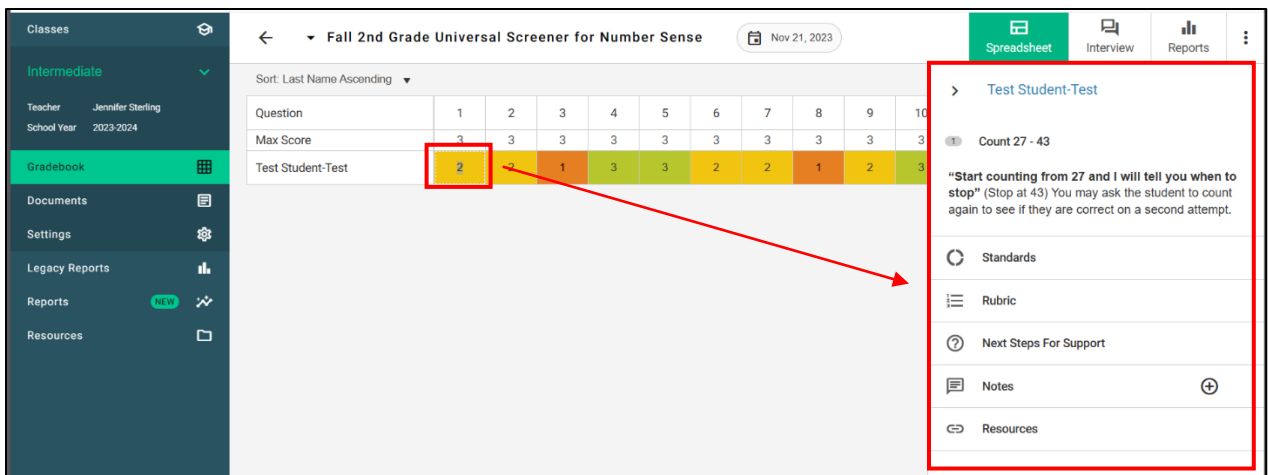 Classes
Intermediate
Teacher Jennifer Sterling
School Year 2023-2024
Gradebook
Documents
Settings
Legacy Reports
Reports NEW
Resources
Fall 2nd Grade Universal Screener for Number Sense
Nov 21, 2023
Spreadsheet
Interview
Reports
Sort: Last Name Ascending
Question 1 2 3 4 5 6 7 8 9 10
Max Score 3 3 3 3 3 3 3 3 3 3
Test Student-Test 2 2 1 3 3 2 2 1 2 3
Test Student-Test
1 Count 27 - 43
“Start counting from 27 and I will tell you when to
stop” (Stop at 43) You may ask the student to count
again to see if they are correct on a second attempt.
Standards
Rubric
Next Steps For Support
Notes
Resources